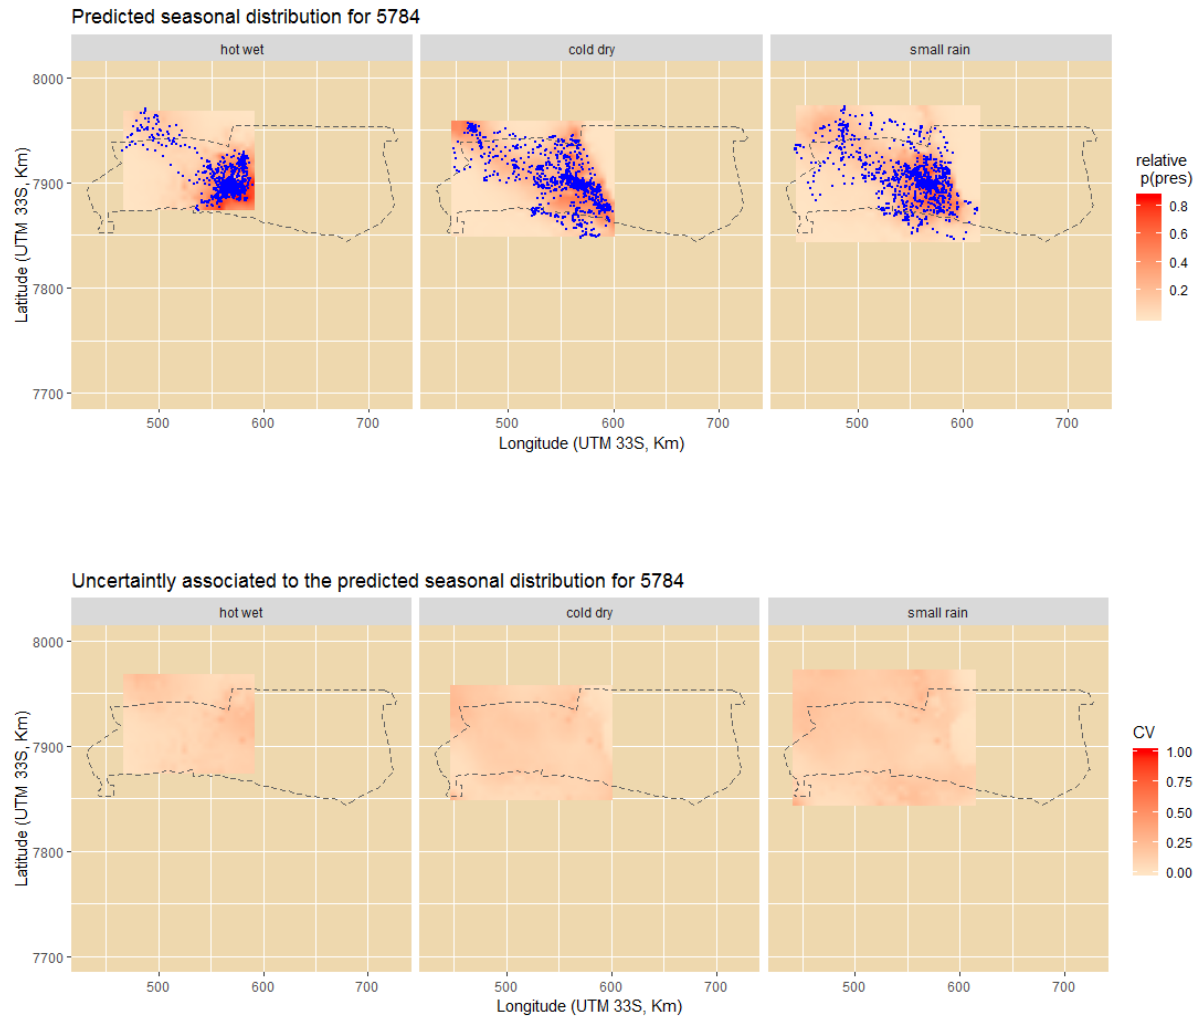 Predicted seasonal distribution for 5784
hot wet
cold dry
small rain
8000
7900
7800
7700
Latitude (UTM 33S, Km)
500
600
700
500
600
700
500
600
700
Longitude (UTM 33S, Km)
relative
p(pres)
0.8
0.6
0.4
0.2
Uncertaintly associated to the predicted seasonal distribution for 5784
hot wet
cold dry
small rain
8000
7900
7800
7700
Latitude (UTM 33S, Km)
500
600
700
500
600
700
500
600
700
Longitude (UTM 33S, Km)
CV
1.00
0.75
0.50
0.25
0.00